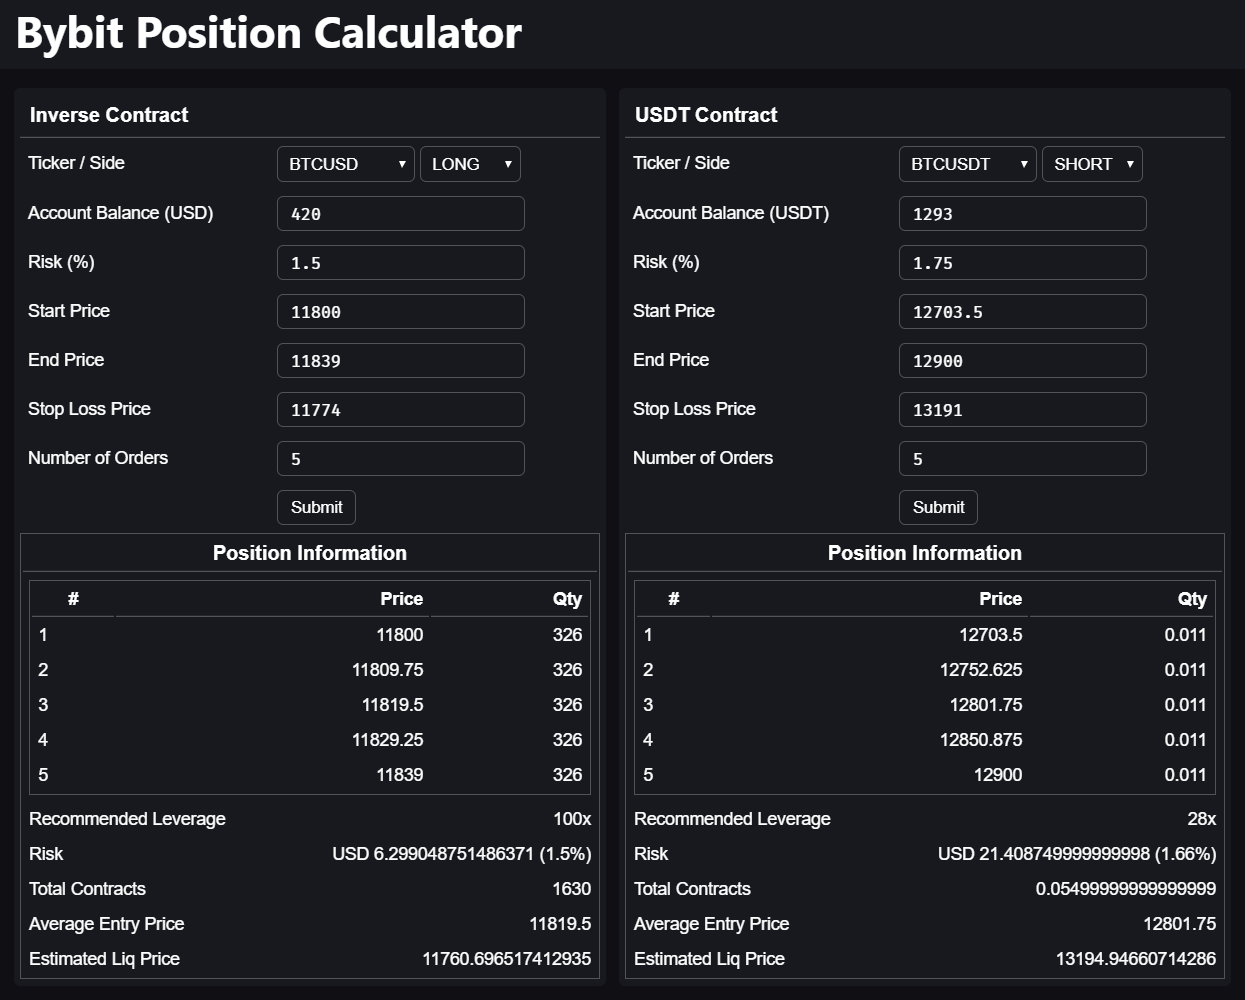 Bybit Position Calculator
Inverse Contract
Ticker / Side BTCUSD LONG
Account Balance (USD) 420
Risk (%) 1.5
Start Price 11800
End Price 11839
Stop Loss Price 11774
Number of Orders 5
Submit
Position Information
# Price Qty
1 11800 326
2 11809.75 326
3 11819.5 326
4 11829.25 326
5 11839 326
Recommended Leverage 100x
Risk USD 6.299048751486371 (1.5%)
Total Contracts 1630
Average Entry Price 11819.5
Estimated Liq Price 11760.696517412935
USDT Contract
Ticker / Side BTCUSDT SHORT
Account Balance (USDT) 1293
Risk (%) 1.75
Start Price 12703.5
End Price 12900
Stop Loss Price 13191
Number of Orders 5
Submit
Position Information
# Price Qty
1 12703.5 0.011
2 12752.625 0.011
3 12801.75 0.011
4 12850.875 0.011
5 12900 0.011
Recommended Leverage 28x
Risk USD 21.408749999999998 (1.66%)
Total Contracts 0.05499999999999999
Average Entry Price 12801.75
Estimated Liq Price 13194.94660714286